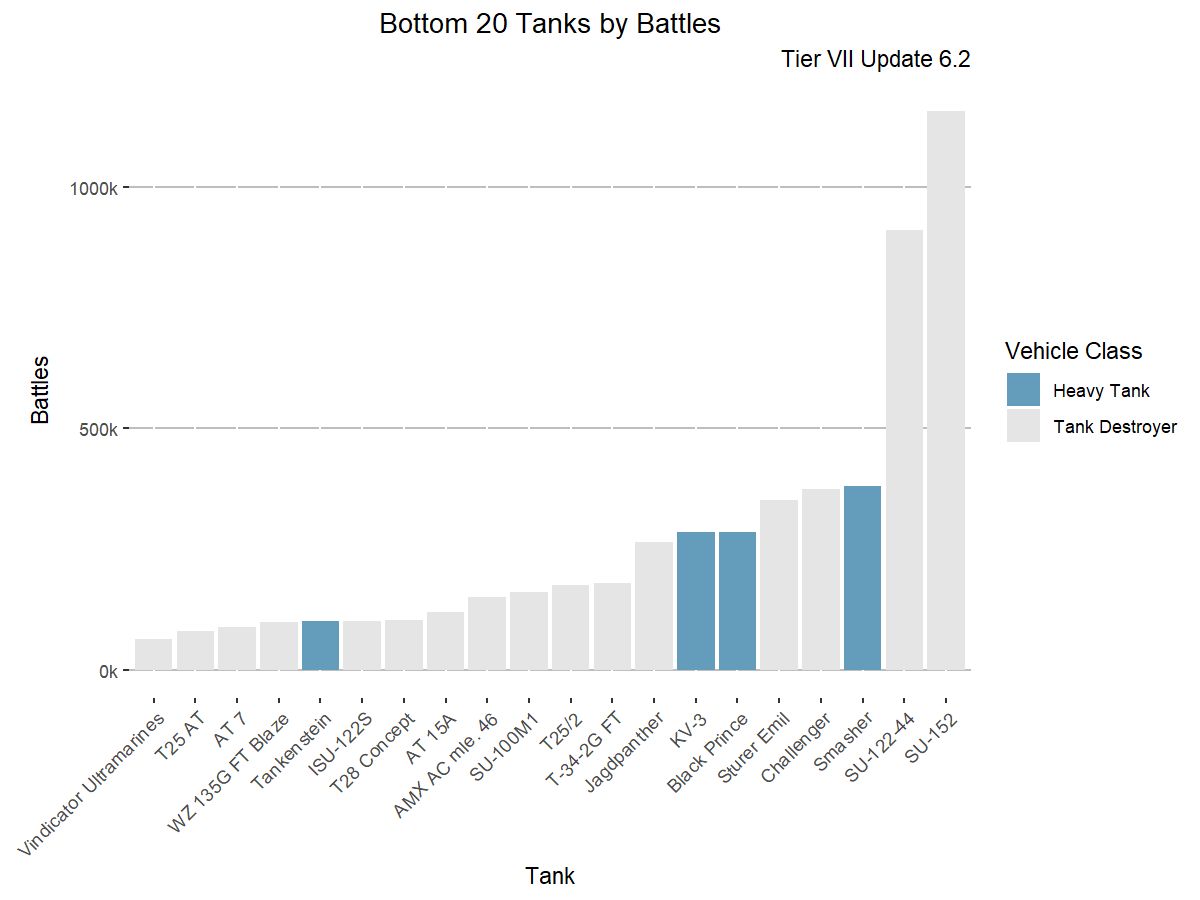 Bottom 20 Tanks by Battles
Tier VII Update 6.2
Battles
1000k
500k
0k
Vindicator Ultramarines
T25 AT
AT 7
WZ 135G FT Blaze
Tankenstein
ISU-122S
T28 Concept
AT 15A
AMX AC mle. 46
SU-100M1
T25/2
T-34-2G FT
Jagdpanther
KV-3
Black Prince
Sturer Emil
Challenger
Smasher
SU-122-44
SU-152
Tank
Vehicle Class
Heavy Tank
Tank Destroyer